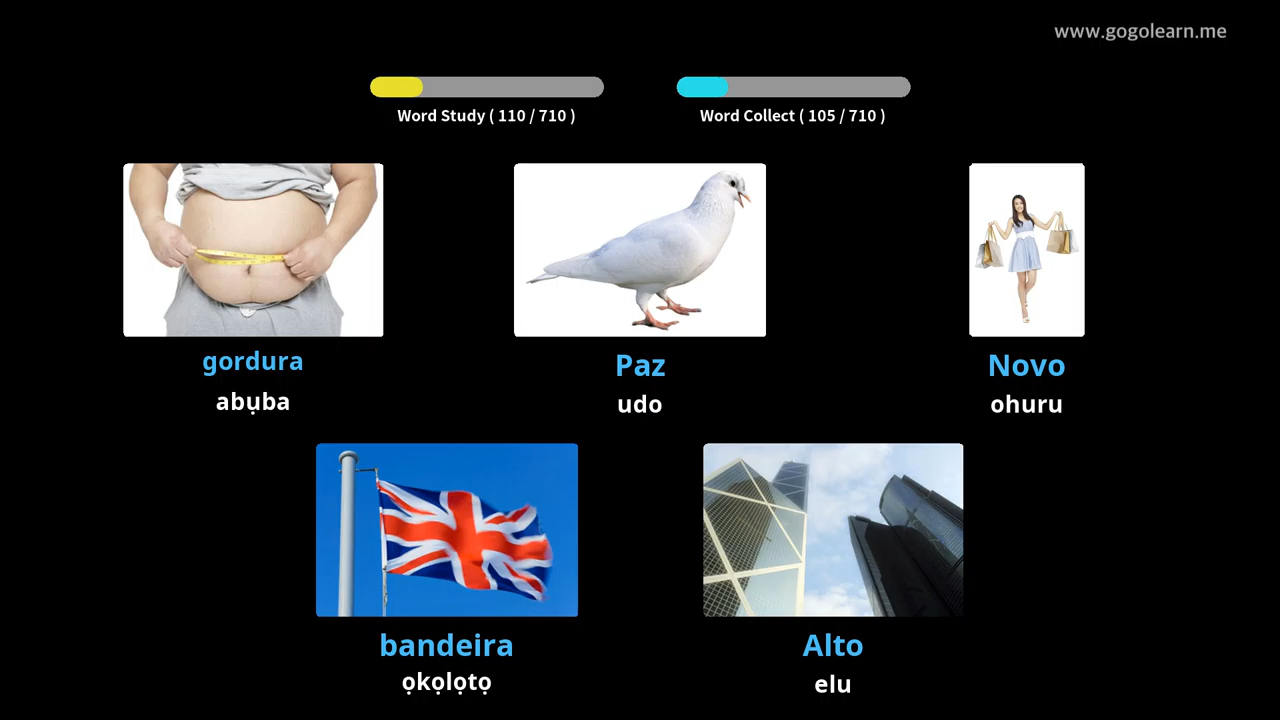 www.gogolearn.me
Word Study ( 110 / 710 )
Word Collect ( 105 / 710 )
gordura
abụba
Paz
udo
Novo
ohuru
bandeira
ọkọlọtọ
Alto
elu